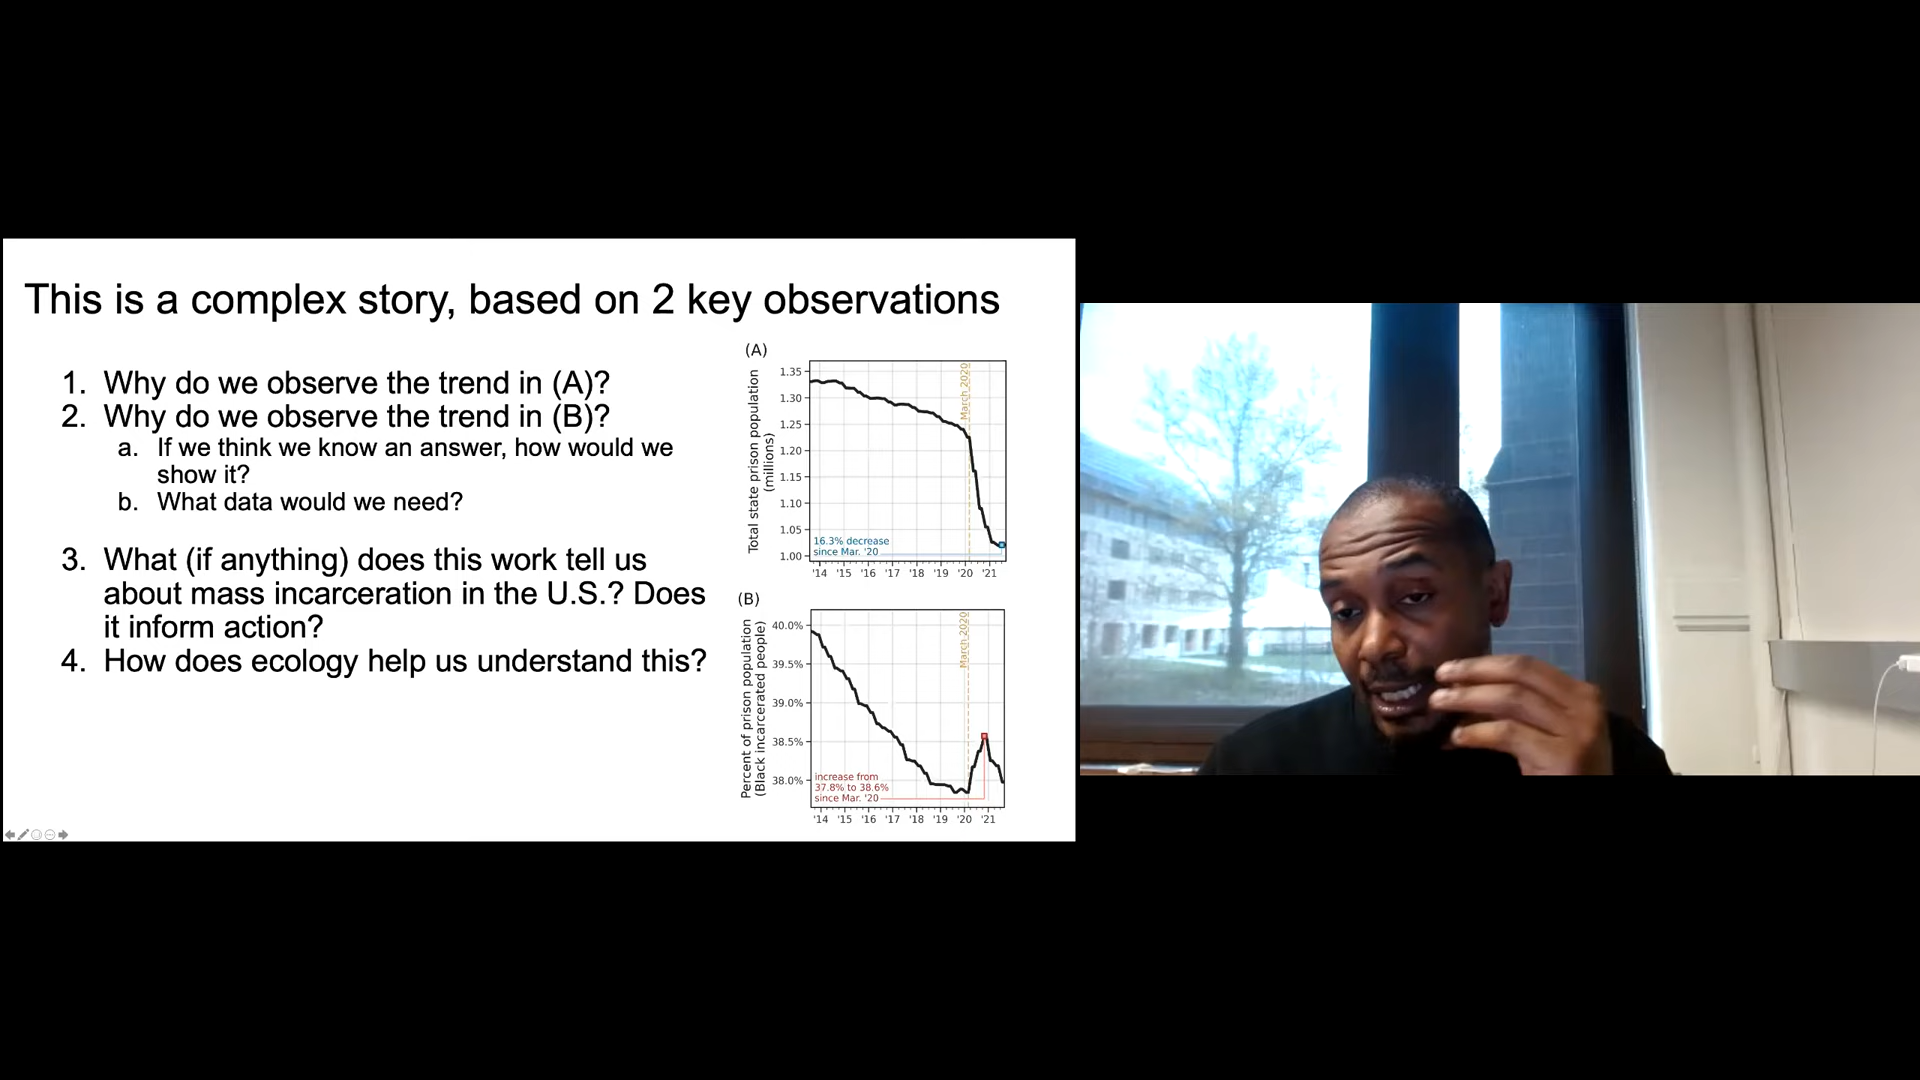 This is a complex story, based on 2 key observations
1. Why do we observe the trend in (A)?
2. Why do we observe the trend in (B)?
a. If we think we know an answer, how would we
show it?
b. What data would we need?
3. What (if anything) does this work tell us
about mass incarceration in the U.S.? Does
it inform action?
4. How does ecology help us understand this?
(A)
Total state prison population
(millions)
1.35
1.30
1.25
1.20
1.15
1.10
1.05
1.00
March 2020
16.3% decrease
since Mar. '20
'14 '15 '16 '17 '18 '19 '20 '21
(B)
Percent of prison population
(Black incarcerated people)
40.0%
39.5%
39.0%
38.5%
38.0%
March 2020
increase from
37.8% to 38.6%
since Mar. '20
'14 '15 '16 '17 '18 '19 '20 '21